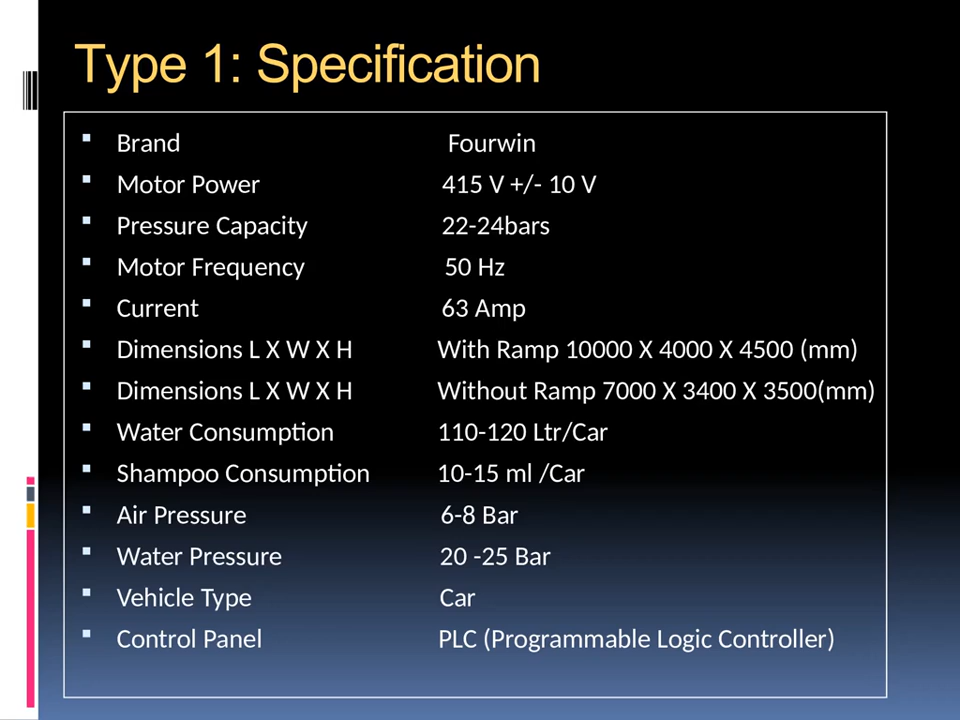 Type 1: Specification
Brand Fourwin
Motor Power 415 V +/- 10 V
Pressure Capacity 22-24bars
Motor Frequency 50 Hz
Current 63 Amp
Dimensions L X W X H With Ramp 10000 X 4000 X 4500 (mm)
Dimensions L X W X H Without Ramp 7000 X 3400 X 3500(mm)
Water Consumption 110-120 Ltr/Car
Shampoo Consumption 10-15 ml /Car
Air Pressure 6-8 Bar
Water Pressure 20 -25 Bar
Vehicle Type Car
Control Panel PLC (Programmable Logic Controller)